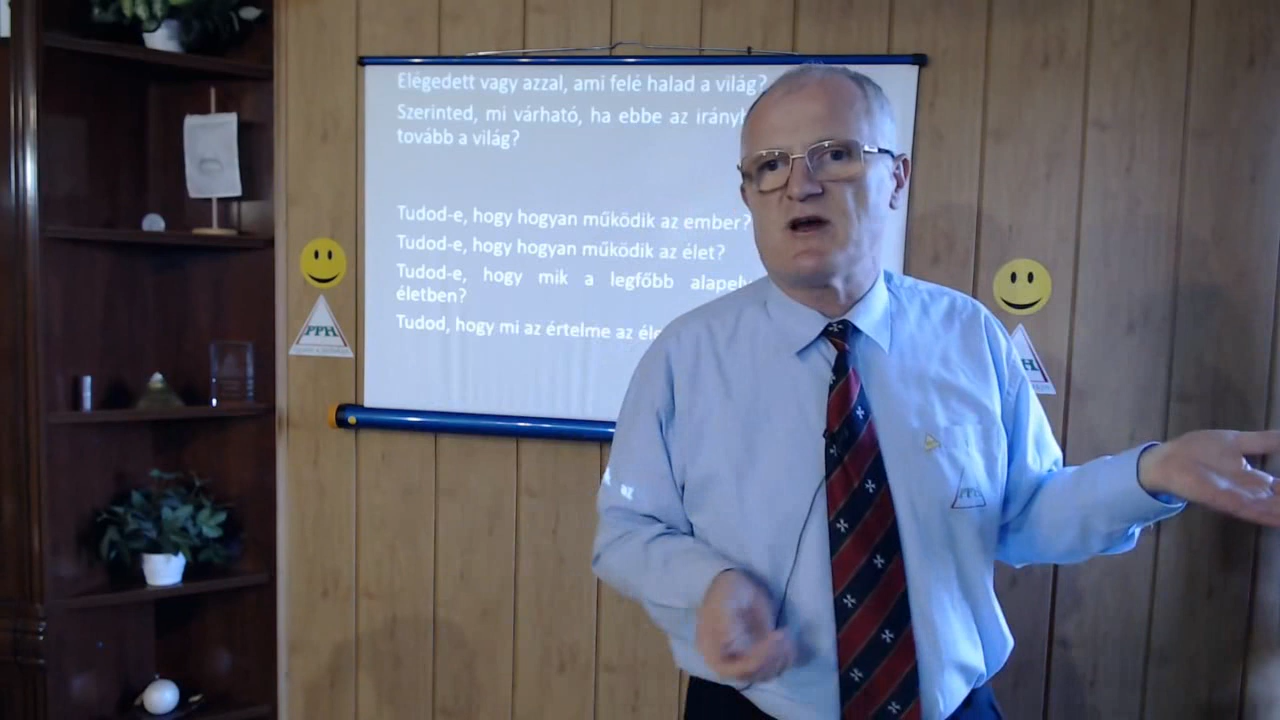 Elégedett vagy azzal, ami felé halad a világ?
Szerinted, mi várható, ha ebbe az
tovább a világ?
Tudod-e, hogy hogyan működik az ember?
Tudod-e, hogy hogyan működik az élet?
Tudod-e, hogy mik a legfőbb
életben?
Tudod, hogy mi az értelme az
PPH
PPH